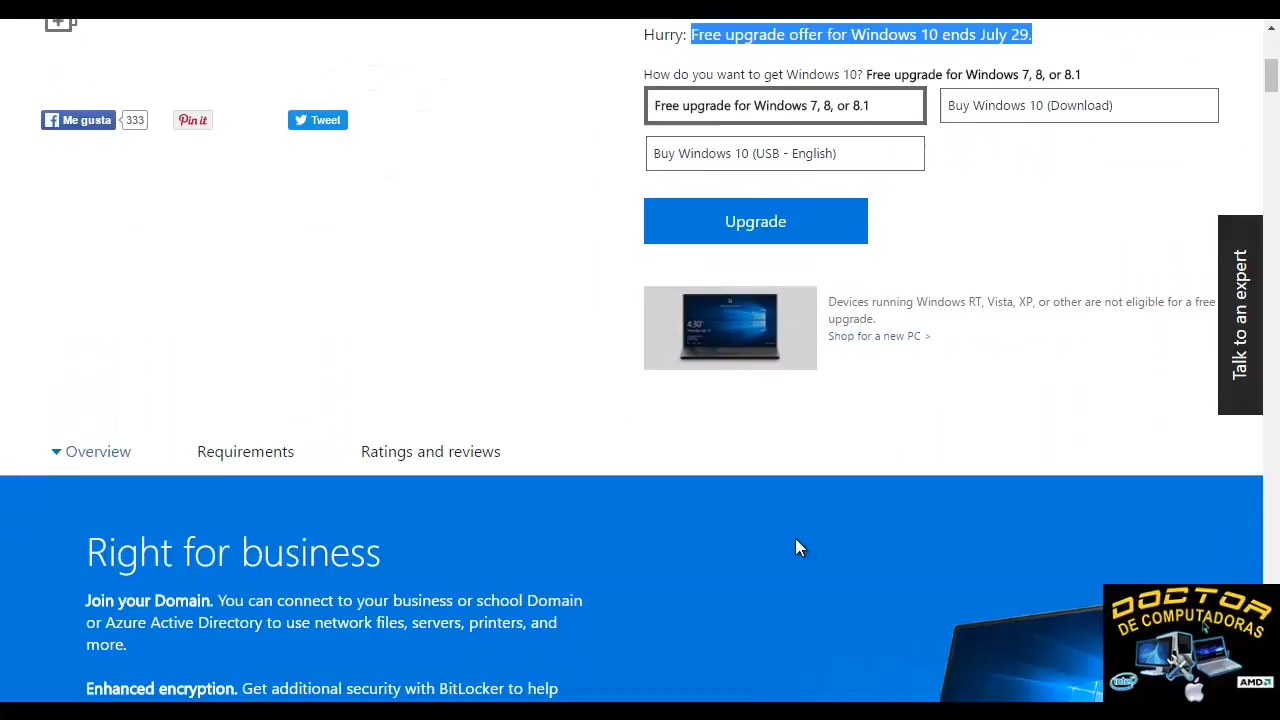 Hurry: Free upgrade offer for Windows 10 ends July 29.
How do you want to get Windows 10? Free upgrade for Windows 7, 8, or 8.1
Free upgrade for Windows 7, 8, or 8.1
Buy Windows 10 (Download)
Buy Windows 10 (USB - English)
Me gusta
333
Pin it
Tweet
Upgrade
Talk to an expert
Devices running Windows RT, Vista, XP, or other are not eligible for a free
upgrade.
Shop for a new PC >
4:30
Overview
Requirements
Ratings and reviews
Right for business
Join your Domain. You can connect to your business or school Domain
or Azure Active Directory to use network files, servers, printers, and
more.
Enhanced encryption. Get additional security with BitLocker to help
DOCTOR
DE COMPUTADORAS
intel
AMD